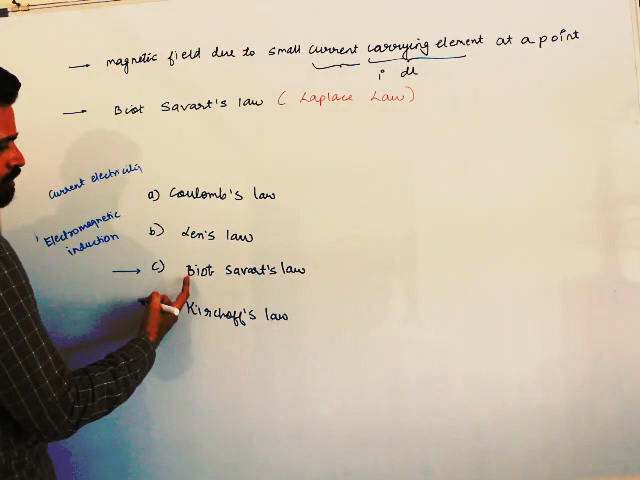 → magnetic field due to small current carrying element at a point
i dl
→ Biot Savart's law (Laplace Law)
Current electricity
a) Coulomb's law
Electromagnetic
induction
b) Len's law
→ c) Biot Savart's law
Kirchoff's law